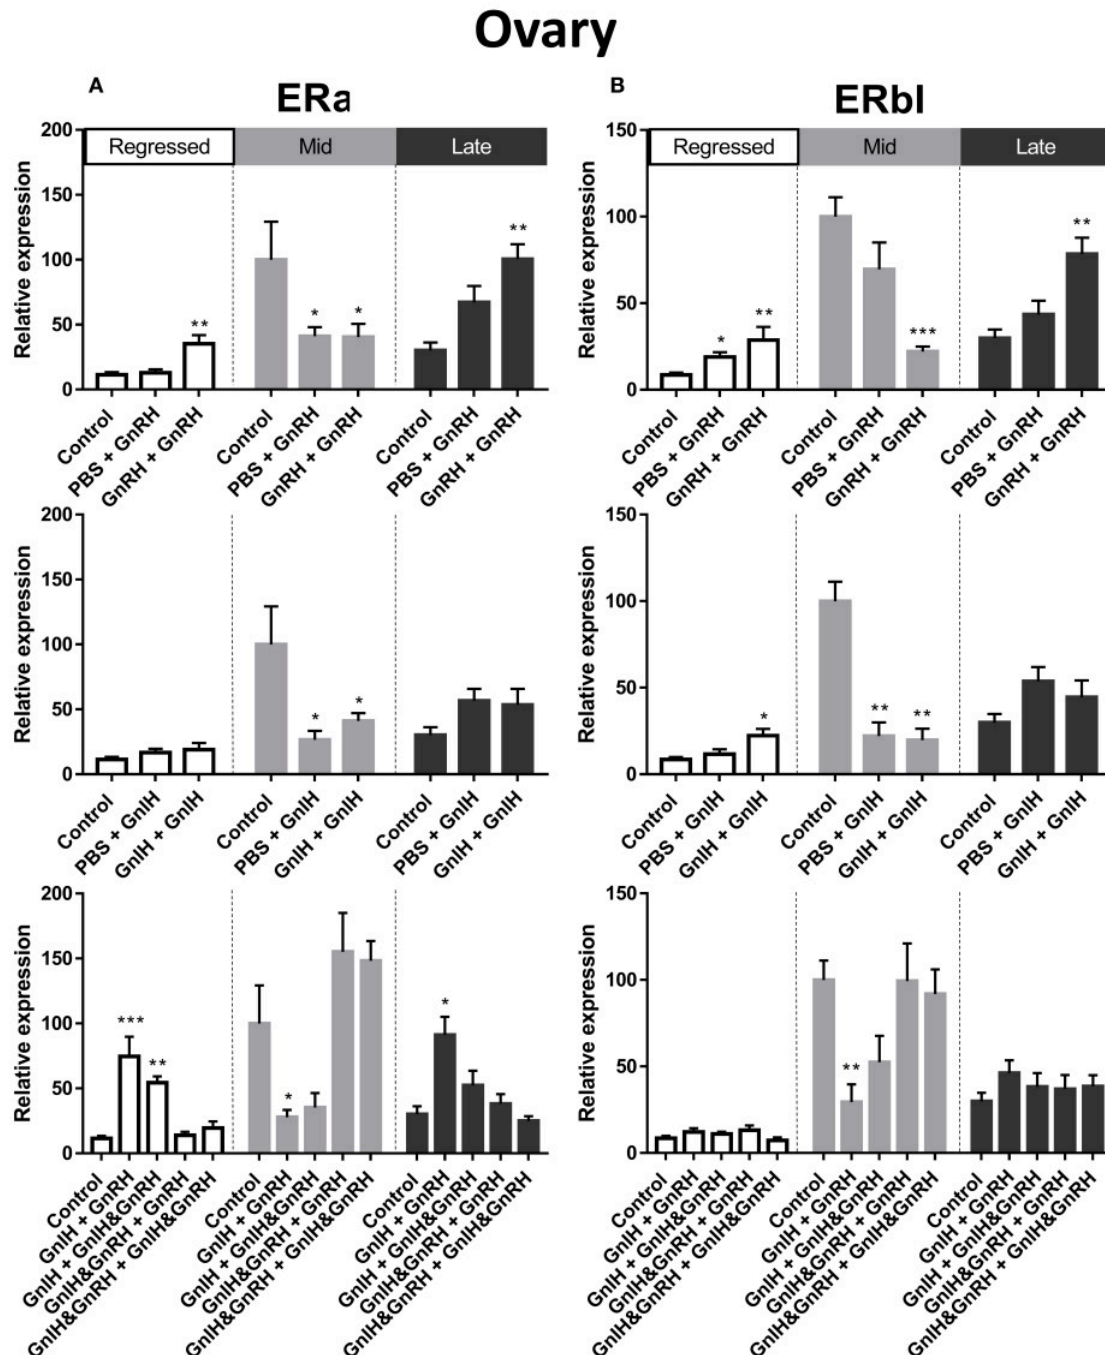 Ovary
A
ERa
B
ERbI
200
150
100
50
0
Relative expression
Regressed
Mid
Late
**
*
*
**
Control
PBS + GnRH
GnRH + GnRH
Control
PBS + GnRH
GnRH + GnRH
Control
PBS + GnRH
GnRH + GnRH
150
100
50
0
Relative expression
Regressed
Mid
Late
*
**
***
**
Control
PBS + GnRH
GnRH + GnRH
Control
PBS + GnRH
GnRH + GnRH
Control
PBS + GnRH
GnRH + GnRH
200
150
100
50
0
Relative expression
*
*
Control
PBS + GnIH
GnIH + GnIH
Control
PBS + GnIH
GnIH + GnIH
Control
PBS + GnIH
GnIH + GnIH
150
100
50
0
Relative expression
*
**
**
Control
PBS + GnIH
GnIH + GnIH
Control
PBS + GnIH
GnIH + GnIH
Control
PBS + GnIH
GnIH + GnIH
200
150
100
50
0
Relative expression
***
**
*
*
Control
GnIH + GnRH
GnIH + GnIH&GnRH
GnIH&GnRH + GnRH
GnIH&GnRH + GnIH&GnRH
Control
GnIH + GnRH
GnIH + GnIH&GnRH
GnIH&GnRH + GnRH
GnIH&GnRH + GnIH&GnRH
Control
GnIH + GnRH
GnIH + GnIH&GnRH
GnIH&GnRH + GnRH
GnIH&GnRH + GnIH&GnRH
150
100
50
0
Relative expression
**
Control
GnIH + GnRH
GnIH + GnIH&GnRH
GnIH&GnRH + GnRH
GnIH&GnRH + GnIH&GnRH
Control
GnIH + GnRH
GnIH + GnIH&GnRH
GnIH&GnRH + GnRH
GnIH&GnRH + GnIH&GnRH
Control
GnIH + GnRH
GnIH + GnIH&GnRH
GnIH&GnRH + GnRH
GnIH&GnRH + GnIH&GnRH